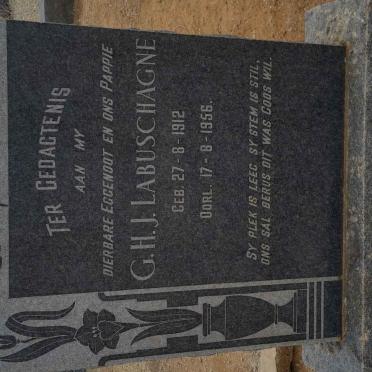 TER GEDAGTENIS
AAN MY
DIERBARE EGGENOOT EN ONS PAPPIE
G.H.J. LABUSCHAGNE
GEB. 27-8-1912
OORL. 17-8-1956.
SY PLEK IS LEEG, SY STEM IS STIL,
ONS SAL BERUS DIT WAS GODS WIL.